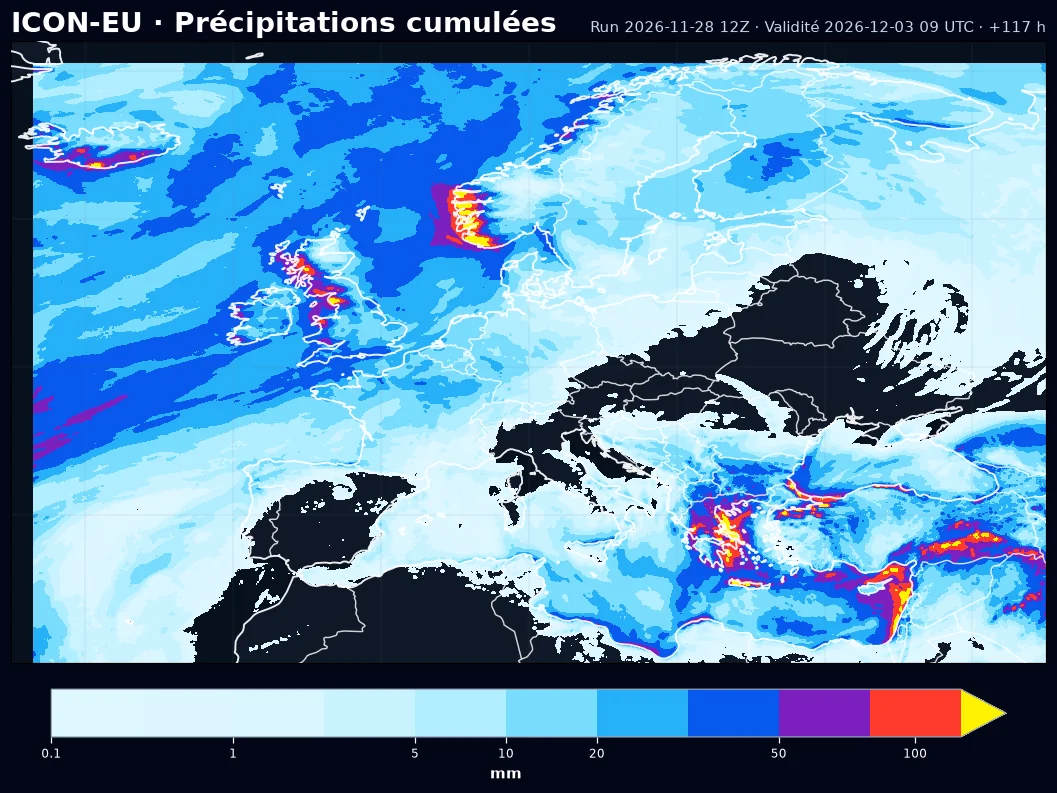 ICON-EU · Précipitations cumulées
Run 2026-11-28 12Z · Validité 2026-12-03 09 UTC · +117 h
0.1 1 5 10 20 50 100
mm